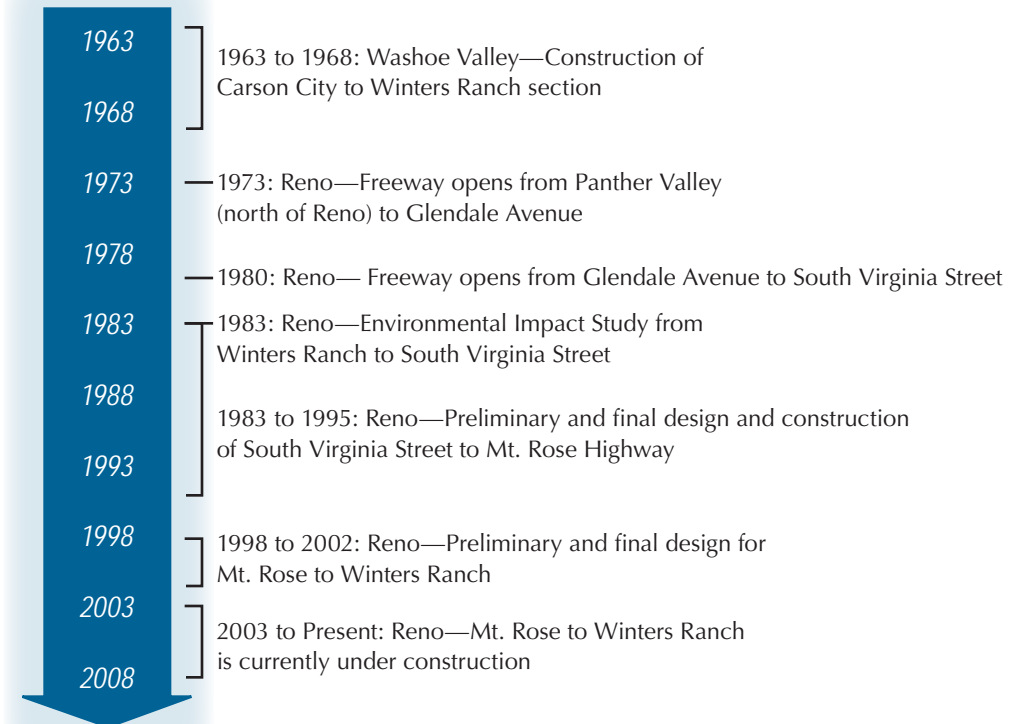 1963
1963 to 1968: Washoe Valley—Construction of
Carson City to Winters Ranch section
1968
1973
1973: Reno—Freeway opens from Panther Valley
(north of Reno) to Glendale Avenue
1978
1980: Reno— Freeway opens from Glendale Avenue to South Virginia Street
1983
1983: Reno—Environmental Impact Study from
Winters Ranch to South Virginia Street
1988
1983 to 1995: Reno—Preliminary and final design and construction
of South Virginia Street to Mt. Rose Highway
1993
1998
1998 to 2002: Reno—Preliminary and final design for
Mt. Rose to Winters Ranch
2003
2003 to Present: Reno—Mt. Rose to Winters Ranch
is currently under construction
2008